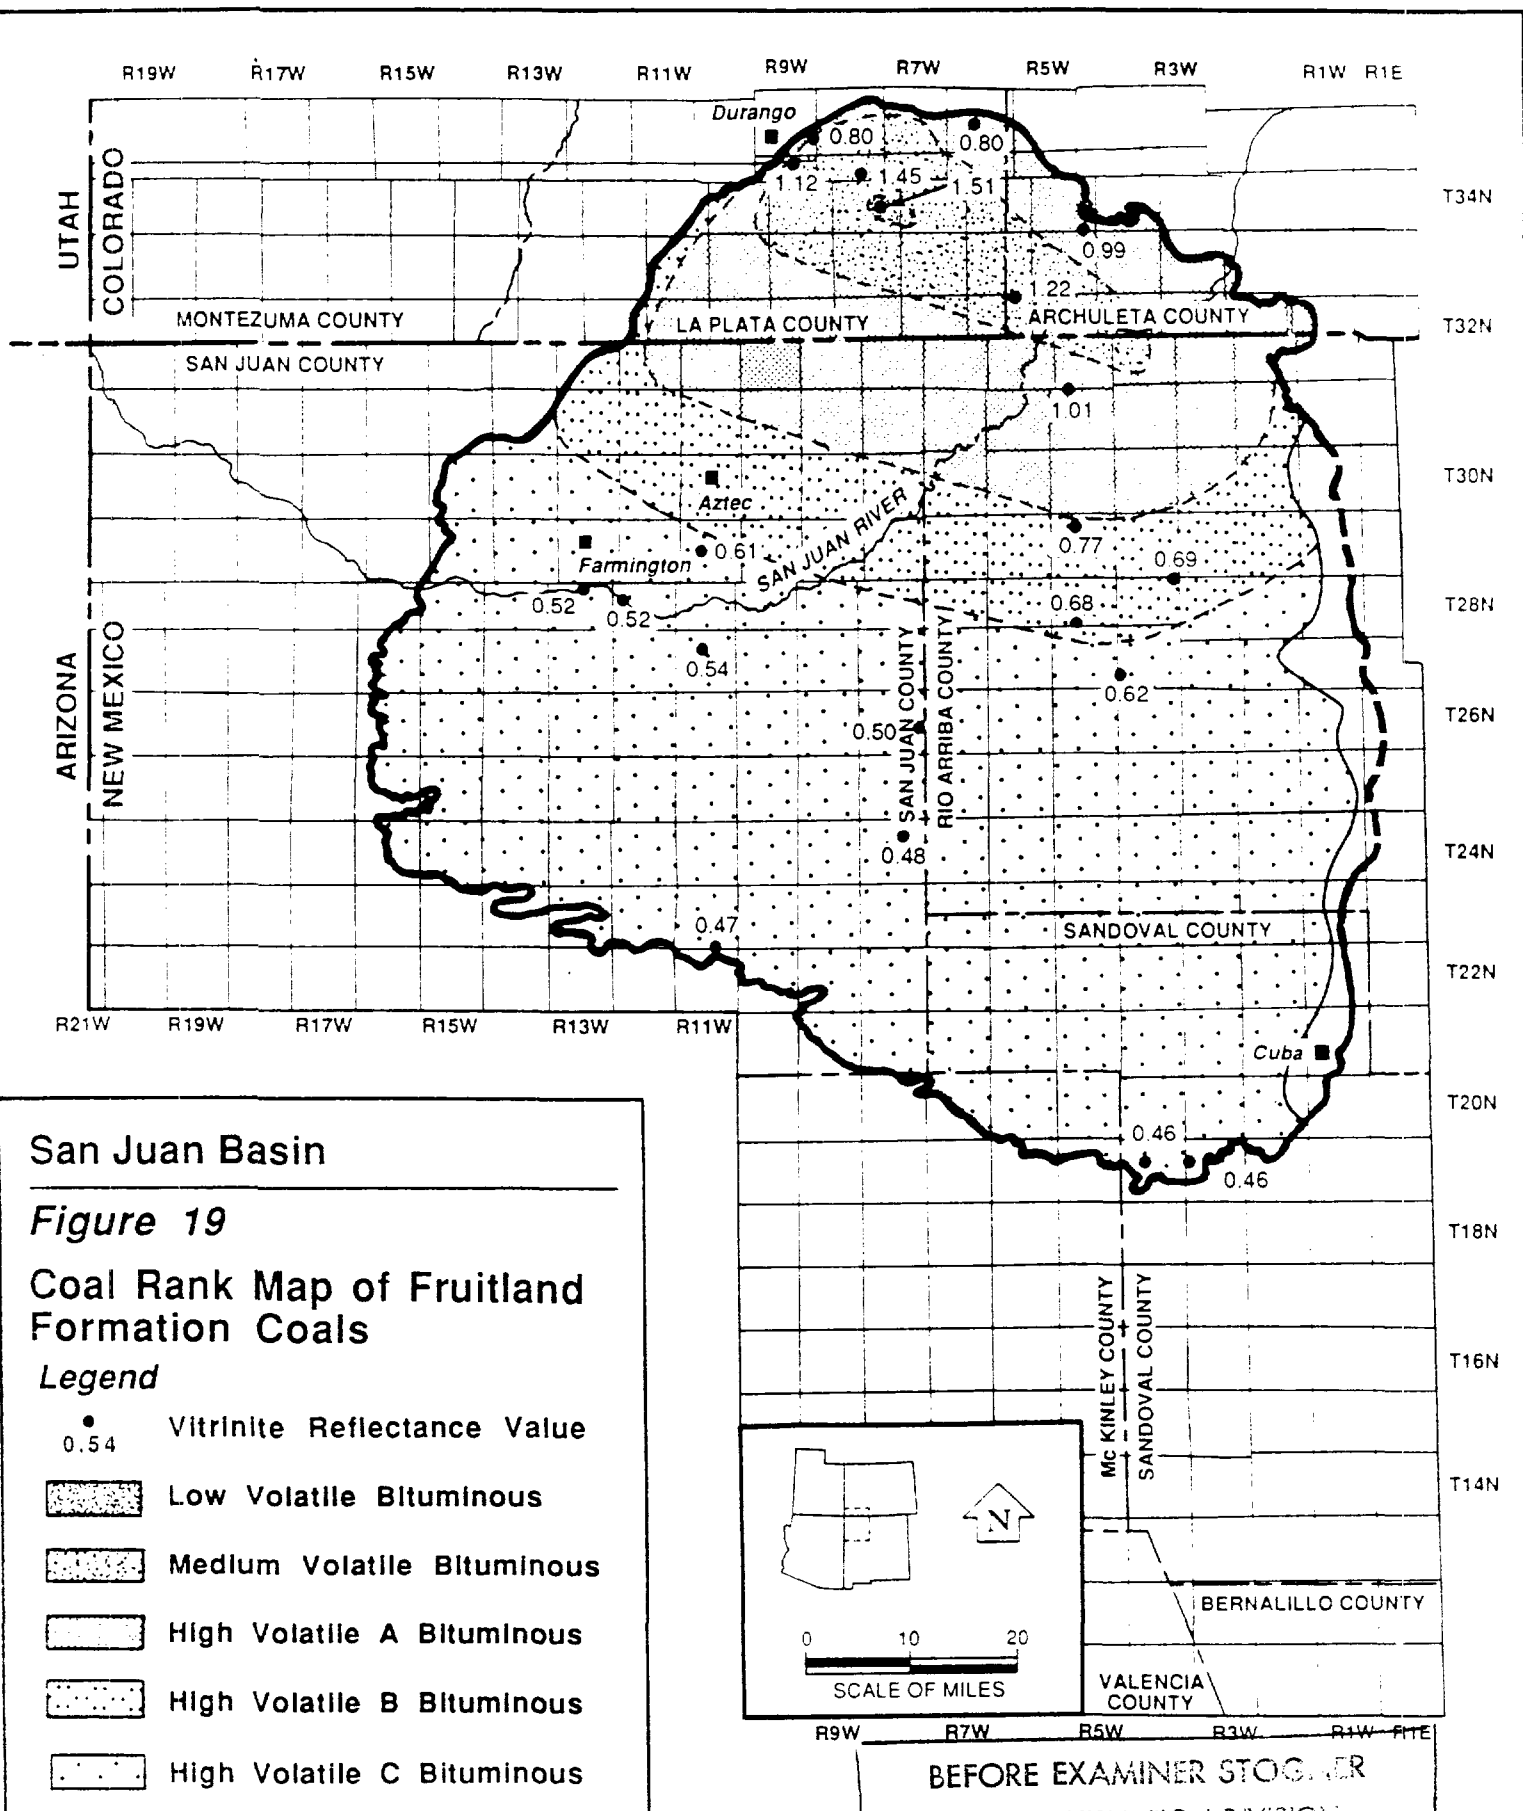 R19W R17W R15W R13W R11W R9W R7W R5W R3W R1W R1E
Durango
0.80
0.80
1.12
1.45
1.51
T34N
UTAH
COLORADO
0.99
1.22
MONTEZUMA COUNTY
LA PLATA COUNTY
ARCHULETA COUNTY
T32N
SAN JUAN COUNTY
1.01
Aztec
T30N
SAN JUAN RIVER
0.61
0.77
Farmington
0.69
0.52
0.52
0.68
T28N
0.54
0.62
ARIZONA
NEW MEXICO
SAN JUAN COUNTY
RIO ARRIBA COUNTY
0.50
T26N
0.48
T24N
0.47
SANDOVAL COUNTY
T22N
R21W R19W R17W R15W R13W R11W
Cuba
T20N
0.46
0.46
T18N
San Juan Basin
Figure 19
Coal Rank Map of Fruitland
Formation Coals
Legend
0.54 Vitrinite Reflectance Value
Low Volatile Bituminous
Medium Volatile Bituminous
High Volatile A Bituminous
High Volatile B Bituminous
High Volatile C Bituminous
Mc KINLEY COUNTY
SANDOVAL COUNTY
T16N
T14N
N
0 10 20
SCALE OF MILES
BERNALILLO COUNTY
VALENCIA
COUNTY
R9W R7W R5W R3W R1W R1E
BEFORE EXAMINER